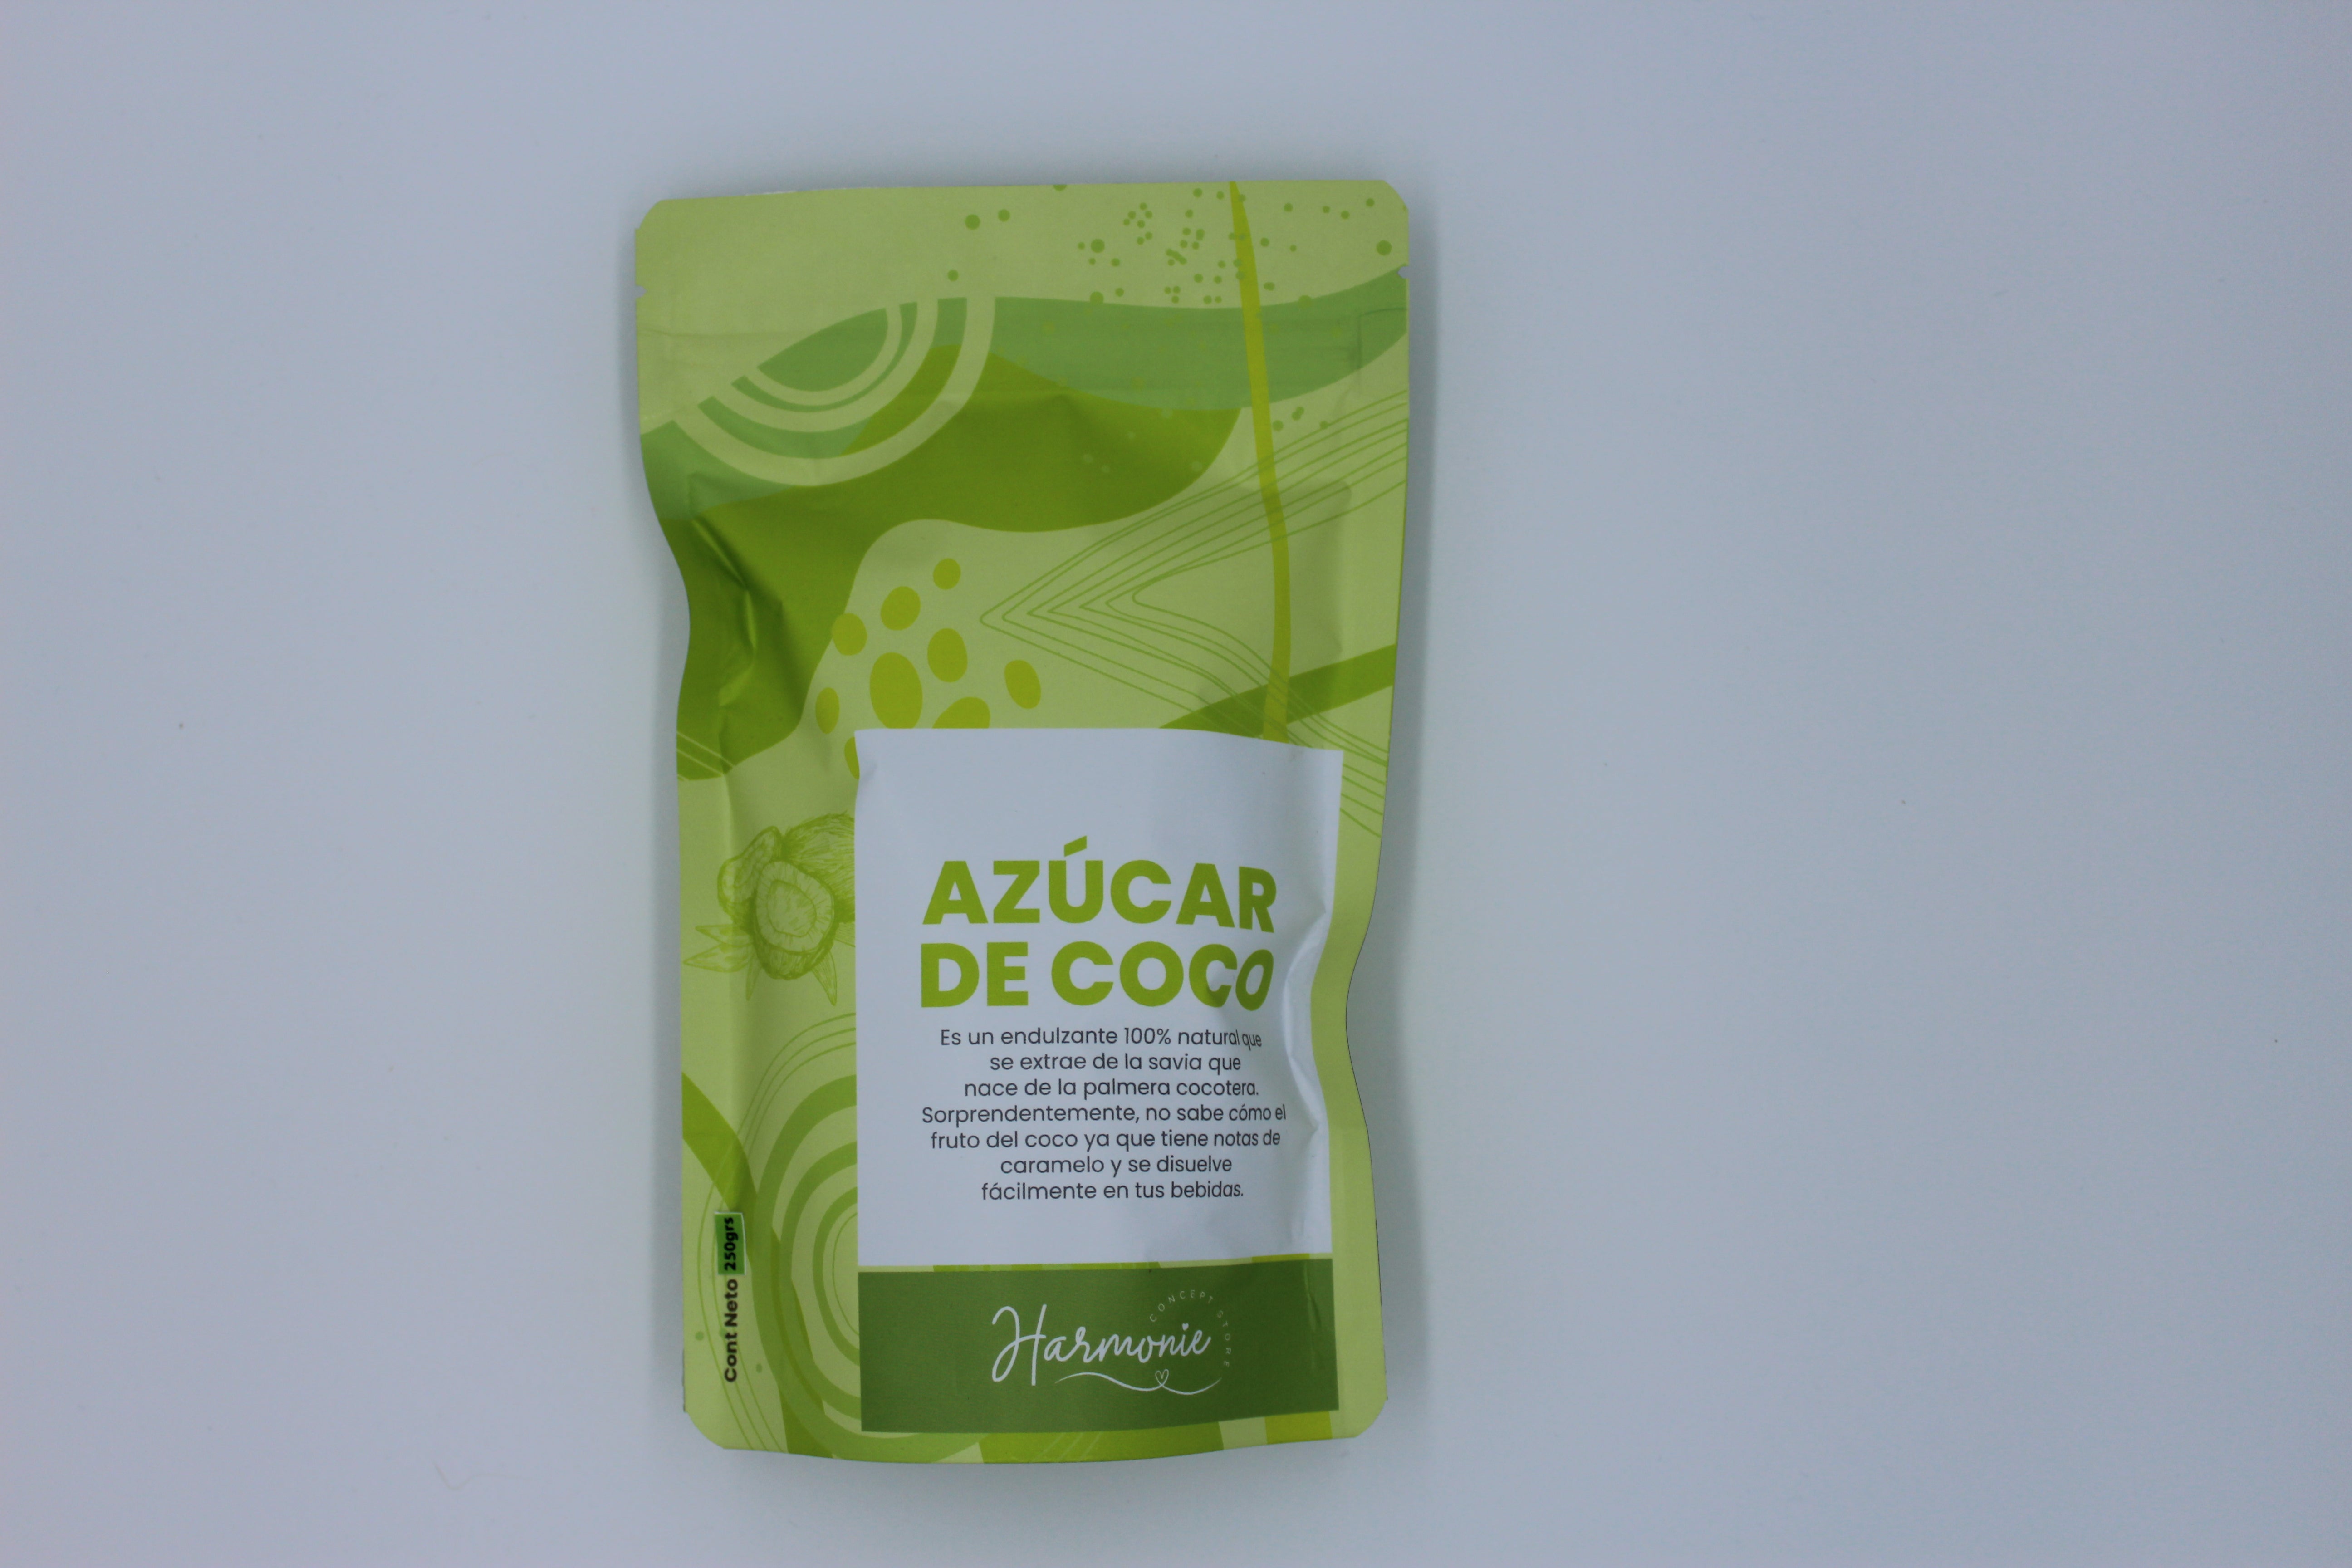 AZÚCAR
DE COCO
Es un endulzante 100% natural que
se extrae de la savia que
nace de la palmera cocotera.
Sorprendentemente, no sabe cómo el
fruto del coco ya que tiene notas de
caramelo y se disuelve
fácilmente en tus bebidas.
Cont Neto 250grs
Harmonie
CONCEPT STORE